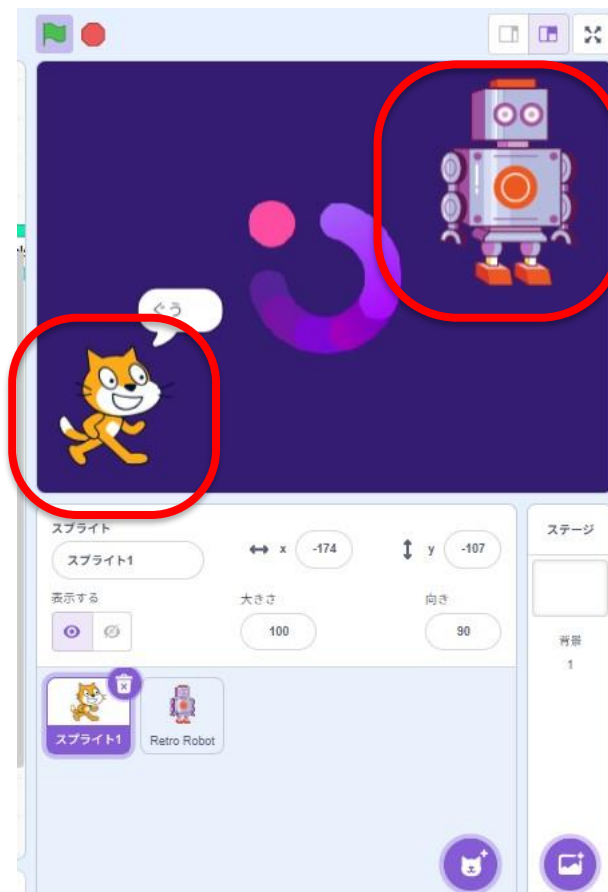 ぐう
スプライト
スプライト1
x -174
y -107
表示する
大きさ
100
向き
90
ステージ
背景
1
スプライト1
Retro Robot